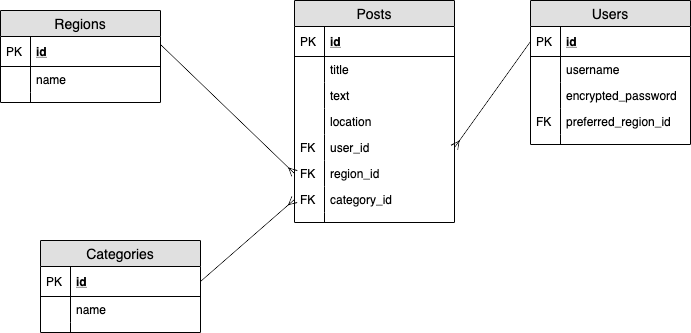 Regions
PK id
name
Posts
PK id
title
text
location
FK user_id
FK region_id
FK category_id
Users
PK id
username
encrypted_password
FK preferred_region_id
Categories
PK id
name